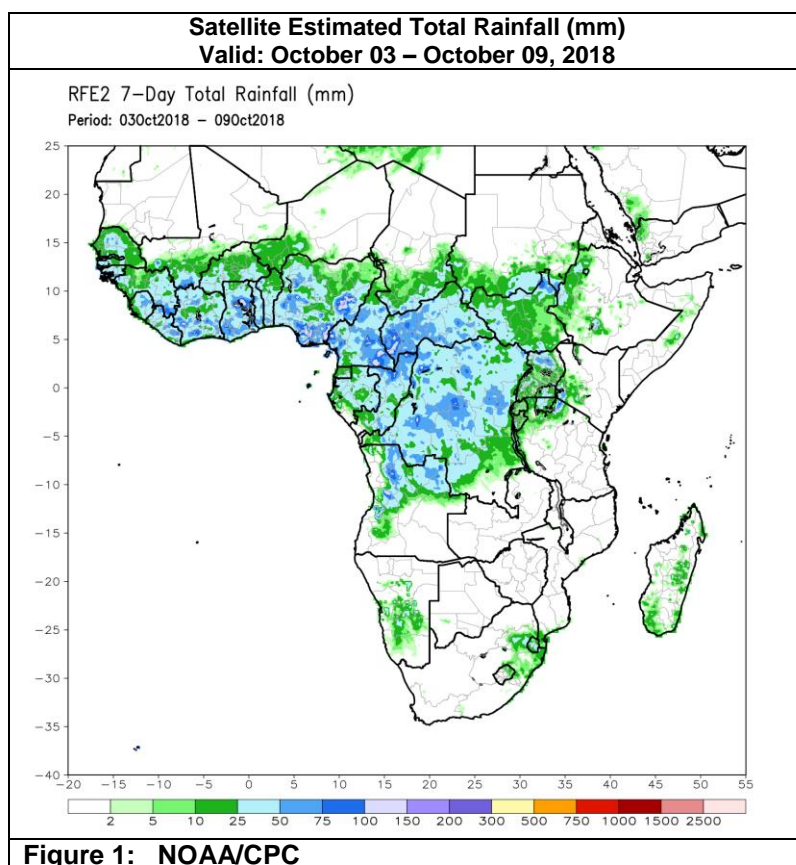 Satellite Estimated Total Rainfall (mm)
Valid: October 03 – October 09, 2018
RFE2 7-Day Total Rainfall (mm)
Period: 03Oct2018 - 09Oct2018
25
20
15
10
5
0
-5
-10
-15
-20
-25
-30
-35
-40
-20 -15 -10 -5 0 5 10 15 20 25 30 35 40 45 50 55
2 5 10 25 50 75 100 150 200 300 500 750 1000 1500 2500
Figure 1: NOAA/CPC